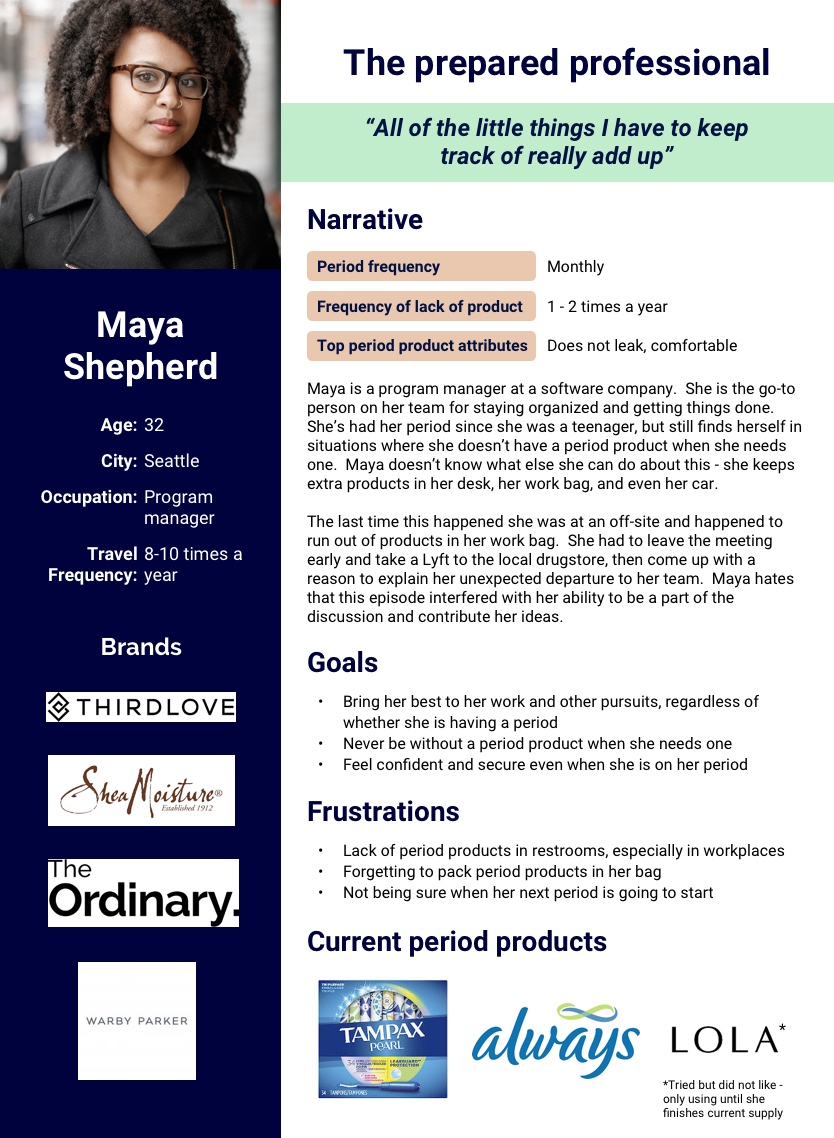 The prepared professional
“All of the little things I have to keep
track of really add up”
Maya
Shepherd
Age: 32
City: Seattle
Occupation: Program
manager
Travel 8-10 times a
Frequency: year
Brands
THIRDLOVE
SheaMoisture®
Established 1912
The
Ordinary.
WARBY PARKER
Narrative
Period frequency Monthly
Frequency of lack of product 1 - 2 times a year
Top period product attributes Does not leak, comfortable
Maya is a program manager at a software company. She is the go-to
person on her team for staying organized and getting things done.
She’s had her period since she was a teenager, but still finds herself in
situations where she doesn’t have a period product when she needs
one. Maya doesn’t know what else she can do about this - she keeps
extra products in her desk, her work bag, and even her car.
The last time this happened she was at an off-site and happened to
run out of products in her work bag. She had to leave the meeting
early and take a Lyft to the local drugstore, then come up with a
reason to explain her unexpected departure to her team. Maya hates
that this episode interfered with her ability to be a part of the
discussion and contribute her ideas.
Goals
• Bring her best to her work and other pursuits, regardless of
whether she is having a period
• Never be without a period product when she needs one
• Feel confident and secure even when she is on her period
Frustrations
• Lack of period products in restrooms, especially in workplaces
• Forgetting to pack period products in her bag
• Not being sure when her next period is going to start
Current period products
TAMPAX
PEARL
LEAKGUARD
PROTECTION
34 TAMPONS/TAMPONES
always
LOLA*
*Tried but did not like -
only using until she
finishes current supply